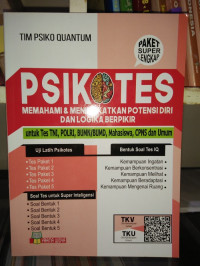 TIM PSIKO QUANTUM
PAKET
SUPER
LENGKAP
PSIKOTES
MEMAHAMI & MENINGKATKAN POTENSI DIRI
DAN LOGIKA BERPIKIR
untuk Tes TNI, POLRI, BUMN/BUMD, Mahasiswa, CPNS dan Umum
Uji Latih Psikotes
• Tes Paket 1
• Tes Paket 2
• Tes Paket 3
• Tes Paket 4
• Tes Paket 5
Soal Tes untuk Super Inteligensi
• Soal Bentuk 1
• Soal Bentuk 2
• Soal Bentuk 3
• Soal Bentuk 4
• Soal Bentuk 5
Bentuk Soal Tes IQ
Kemampuan Ingatan
Kemampuan Berkonsentrasi
Kemampuan Melihat
Kemampuan Beradaptasi
Kemampuan Mengenai Ruang
TKV
TKU